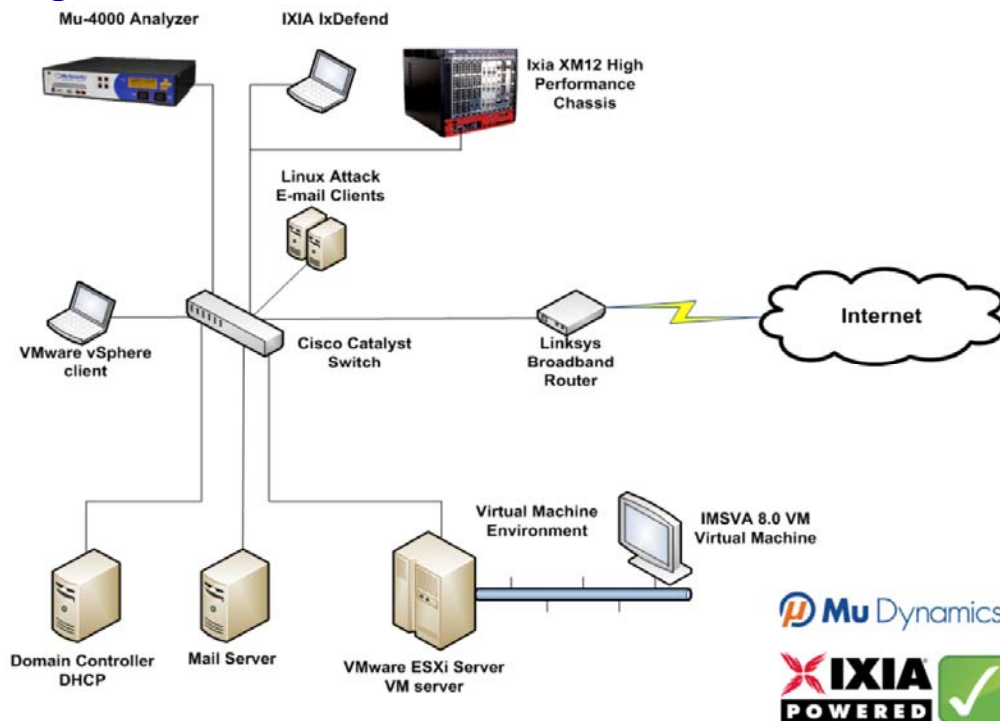 Mu-4000 Analyzer
IXIA IxDefend
Ixia XM12 High
Performance
Chassis
Linux Attack
E-mail Clients
VMware vSphere
client
Cisco Catalyst
Switch
Linksys
Broadband
Router
Internet
Virtual Machine
Environment
IMSVA 8.0 VM
Virtual Machine
Domain Controller
DHCP
Mail Server
VMware ESXi Server
VM server
μ Mu Dynamics
IXIA
POWERED